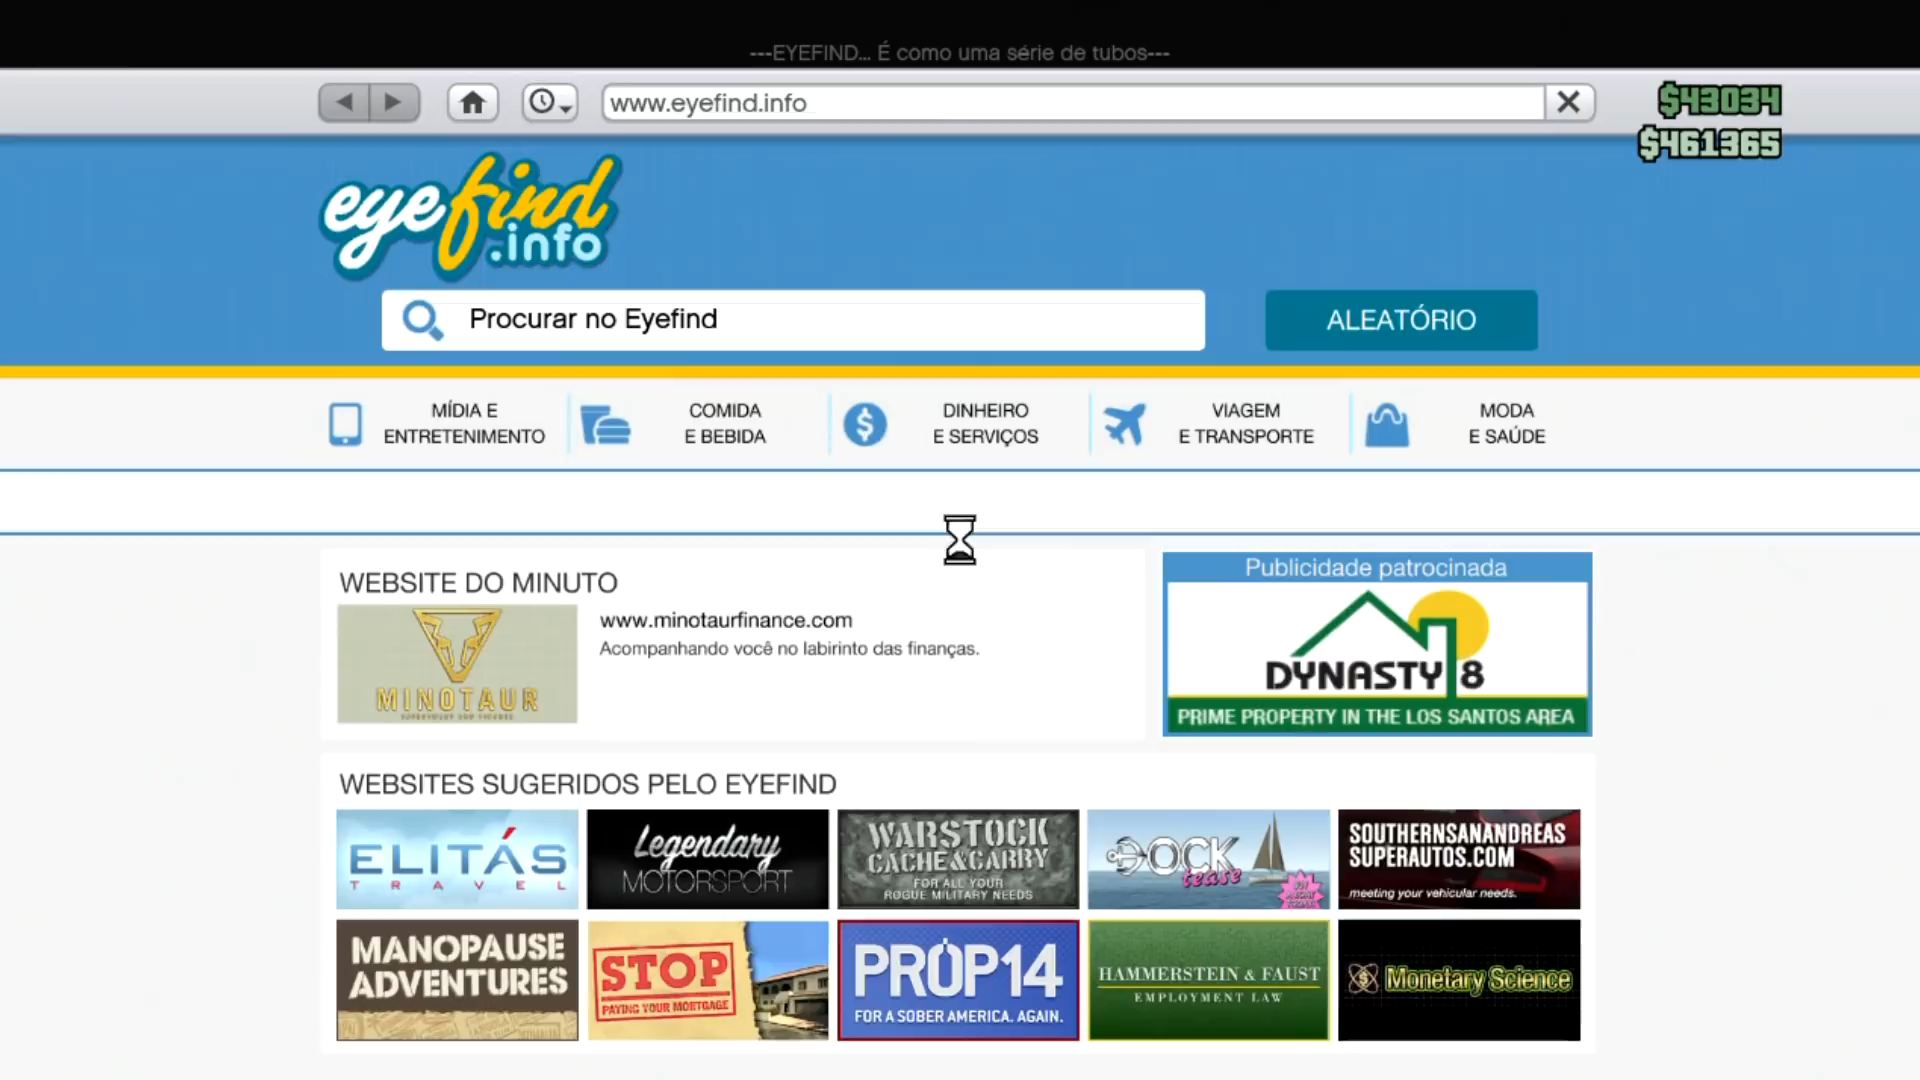 ---EYEFIND... É como uma série de tubos---
www.eyefind.info
$43034
$461365
eyefind
.info
Procurar no Eyefind
ALEATÓRIO
MÍDIA E
ENTRETENIMENTO
COMIDA
E BEBIDA
DINHEIRO
E SERVIÇOS
VIAGEM
E TRANSPORTE
MODA
E SAÚDE
WEBSITE DO MINUTO
MINOTAUR
www.minotaurfinance.com
Acompanhando você no labirinto das finanças.
Publicidade patrocinada
DYNASTY 8
PRIME PROPERTY IN THE LOS SANTOS AREA
WEBSITES SUGERIDOS PELO EYEFIND
ELITÁS
TRAVEL
Legendary
MOTORSPORT
WARSTOCK
CACHE&CARRY
FOR ALL YOUR
ROGUE MILITARY NEEDS
DOCK
tease
SOUTHERNSANANDREAS
SUPERAUTOS.COM
meeting your vehicular needs.
MANOPAUSE
ADVENTURES
STOP
PAYING YOUR MORTGAGE
PROP14
FOR A SOBER AMERICA. AGAIN.
HAMMERSTEIN & FAUST
EMPLOYMENT LAW
$ Monetary Science